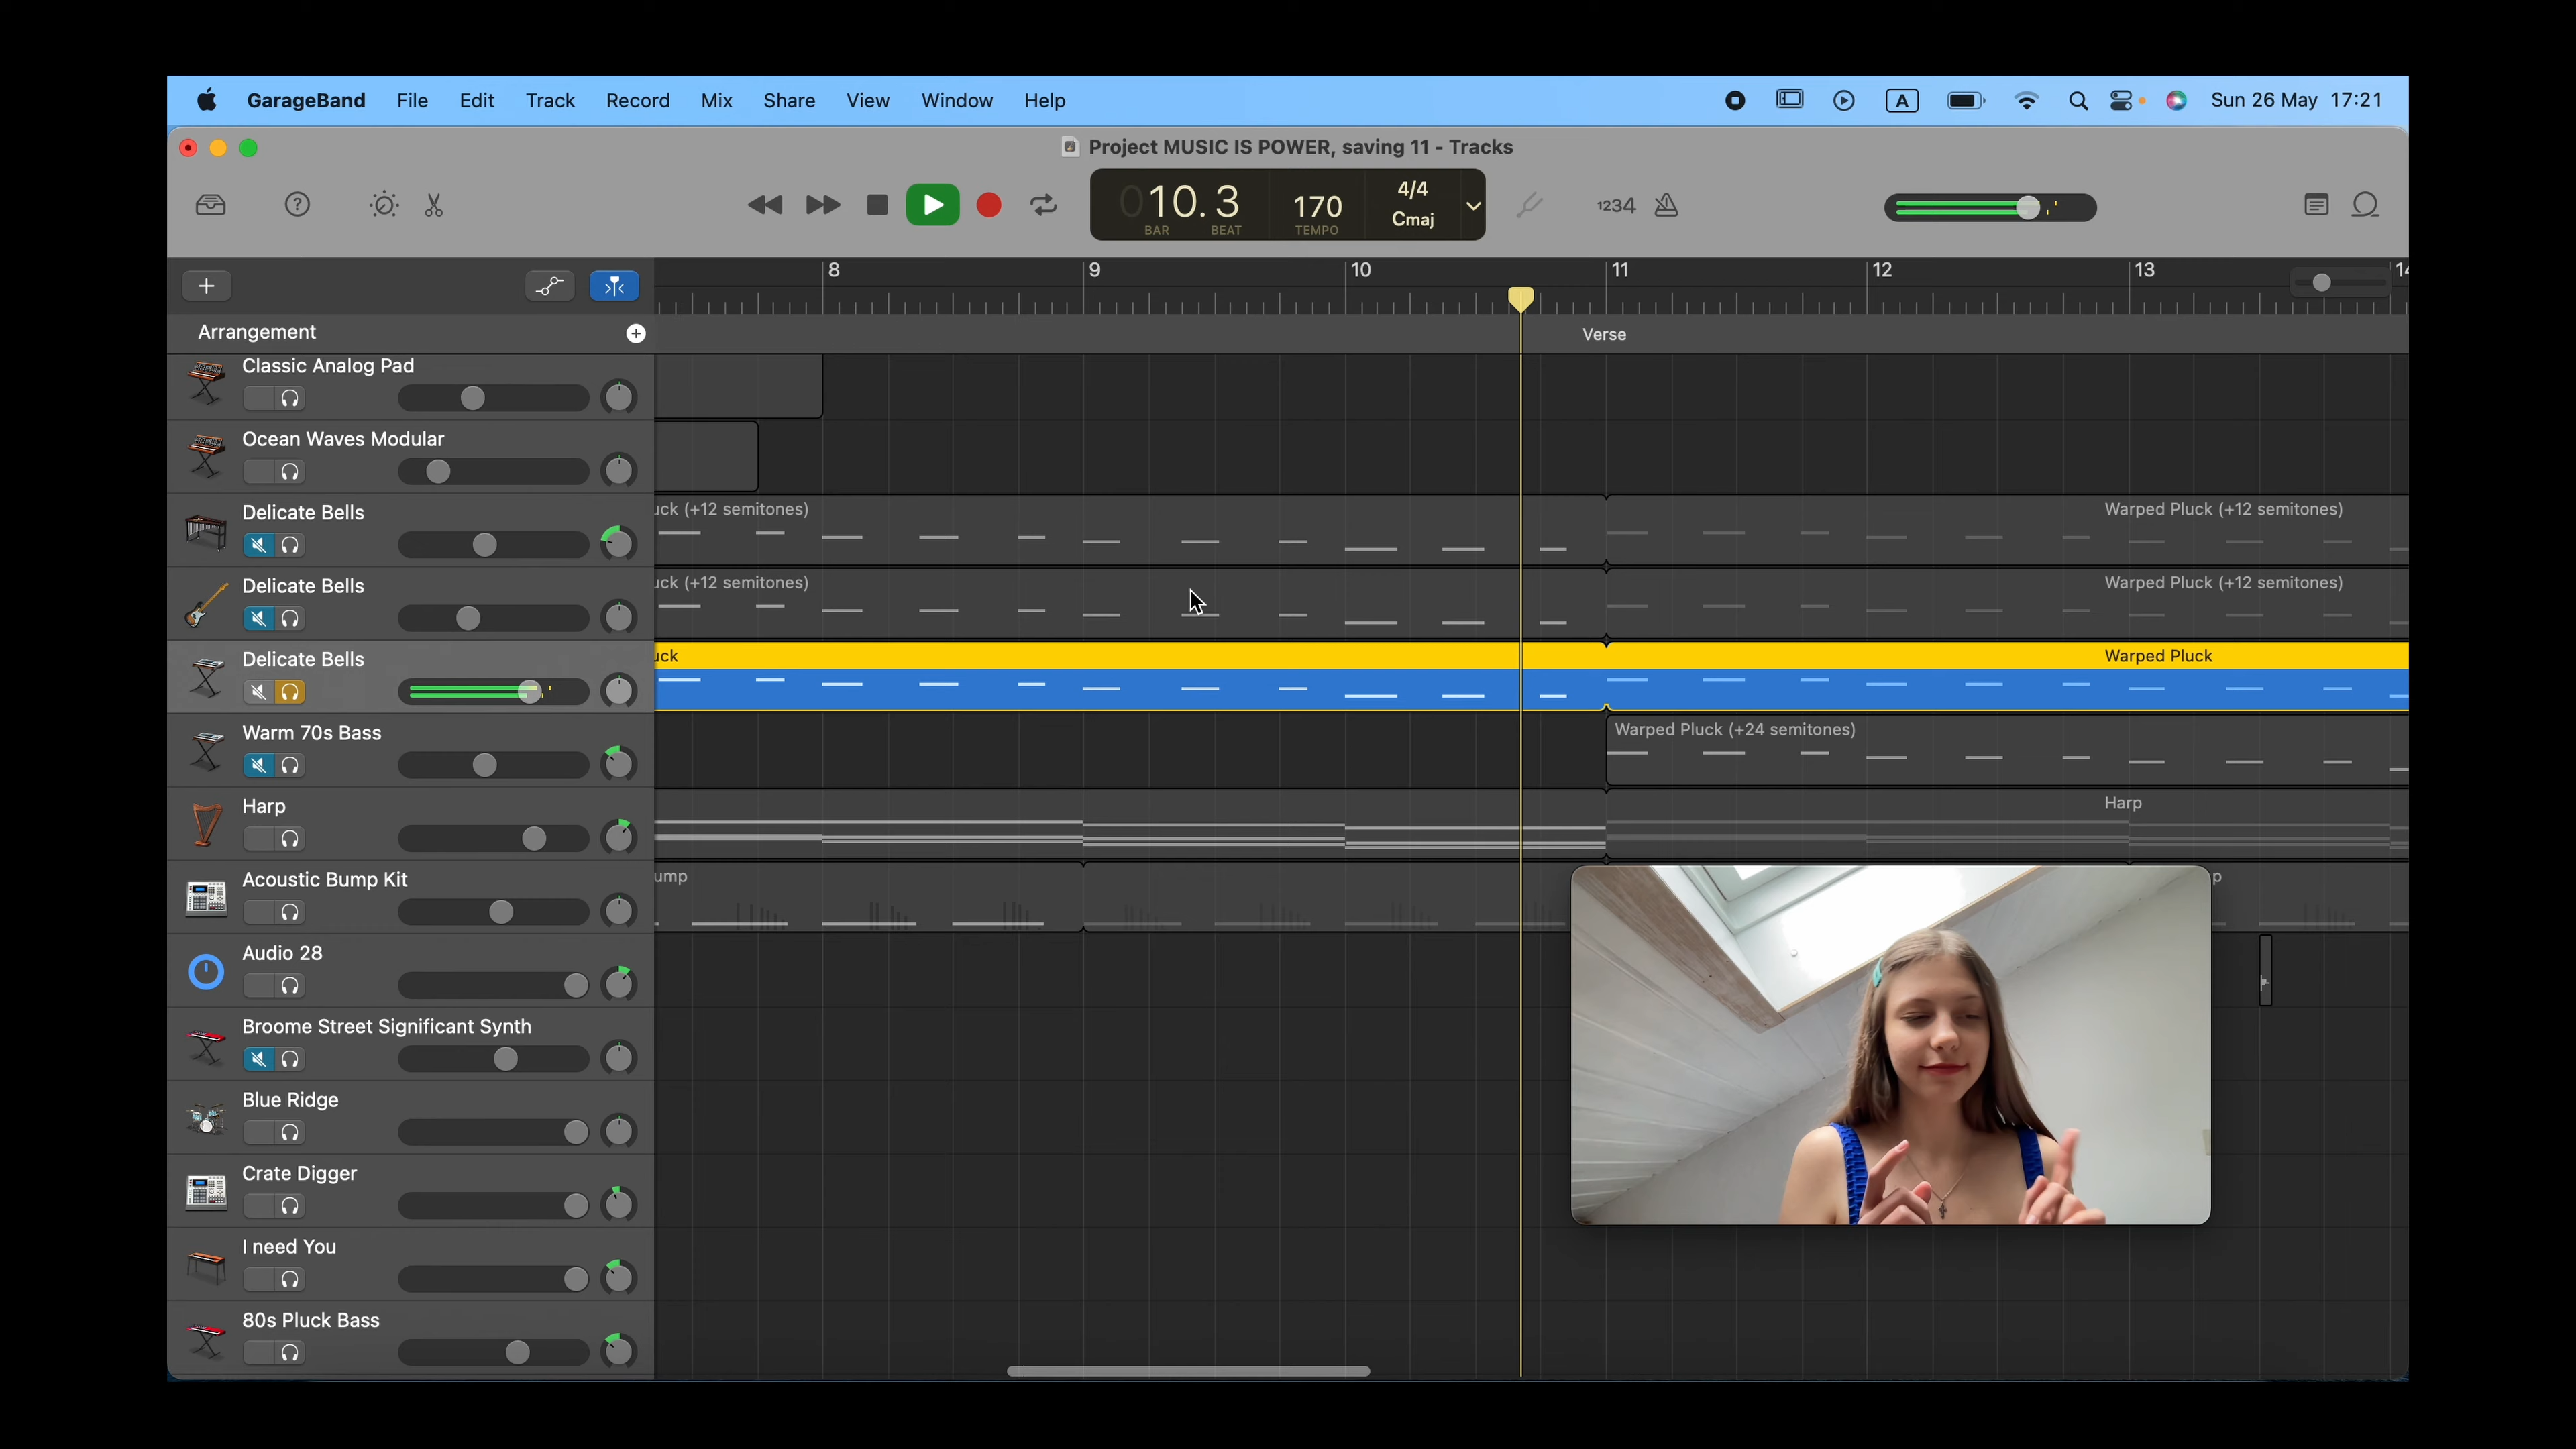 GarageBand File Edit Track Record Mix Share View Window Help A Sun 26 May 17:21
Project MUSIC IS POWER, saving 11 - Tracks
010.3 170 4/4
Cmaj
BAR BEAT TEMPO
1234
8 9 10 11 12 13 14
Arrangement
Verse
Classic Analog Pad
Ocean Waves Modular
Delicate Bells
uck (+12 semitones) Warped Pluck (+12 semitones)
Delicate Bells
uck (+12 semitones) Warped Pluck (+12 semitones)
Delicate Bells
uck Warped Pluck
Warm 70s Bass
Warped Pluck (+24 semitones)
Harp
Harp
Acoustic Bump Kit
ump p
Audio 28
Broome Street Significant Synth
Blue Ridge
Crate Digger
I need You
80s Pluck Bass